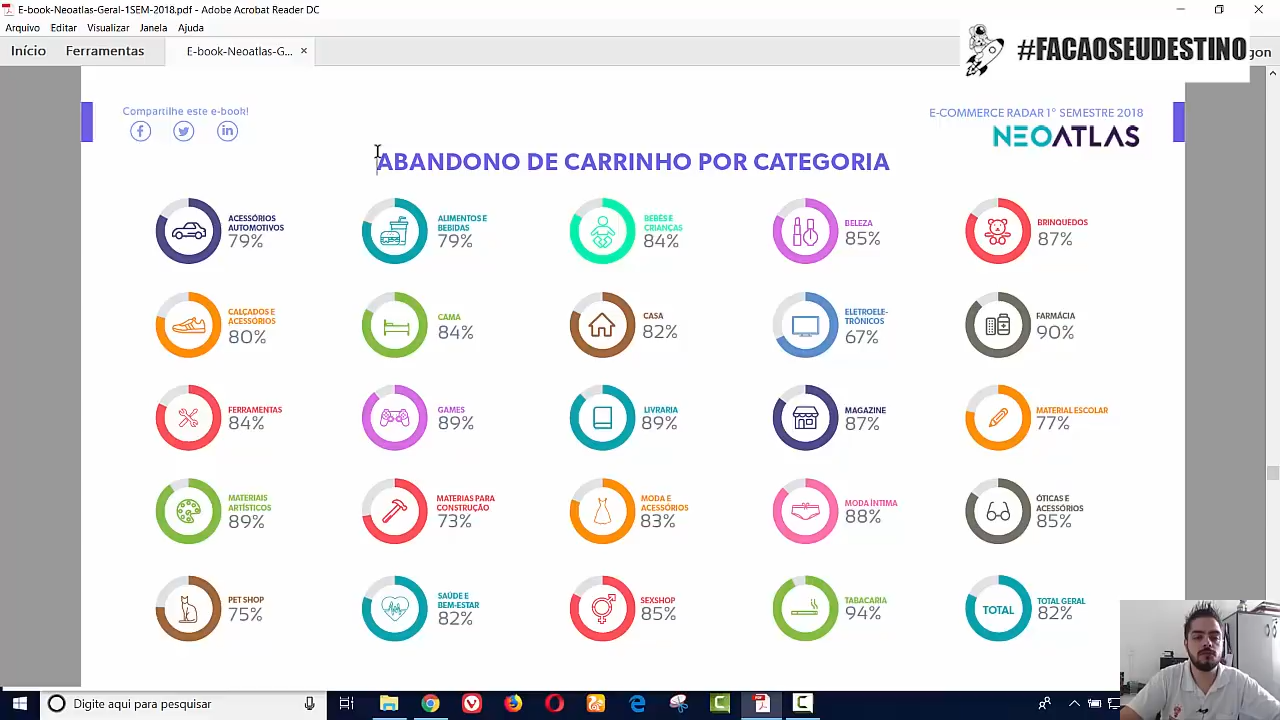 E-book-Neoatlas-Geral-1SEM-2018.pdf - Adobe Acrobat Reader DC
Arquivo Editar Visualizar Janela Ajuda
Início Ferramentas E-book-Neoatlas-G... ×
#FACAOSEUDESTINO
Compartilhe este e-book!
E-COMMERCE RADAR 1° SEMESTRE 2018
NEOATLAS
ABANDONO DE CARRINHO POR CATEGORIA
ACESSÓRIOS
AUTOMOTIVOS
79%
ALIMENTOS E
BEBIDAS
79%
BEBÊS E
CRIANÇAS
84%
BELEZA
85%
BRINQUEDOS
87%
CALÇADOS E
ACESSÓRIOS
80%
CAMA
84%
CASA
82%
ELETROELE-
TRÔNICOS
67%
FARMÁCIA
90%
FERRAMENTAS
84%
GAMES
89%
LIVRARIA
89%
MAGAZINE
87%
MATERIAL ESCOLAR
77%
MATERIAIS
ARTÍSTICOS
89%
MATERIAS PARA
CONSTRUÇÃO
73%
MODA E
ACESSÓRIOS
83%
MODA ÍNTIMA
88%
ÓTICAS E
ACESSÓRIOS
85%
PET SHOP
75%
SAÚDE E
BEM-ESTAR
82%
SEXSHOP
85%
TABACARIA
94%
TOTAL
TOTAL GERAL
82%
Digite aqui para pesquisar